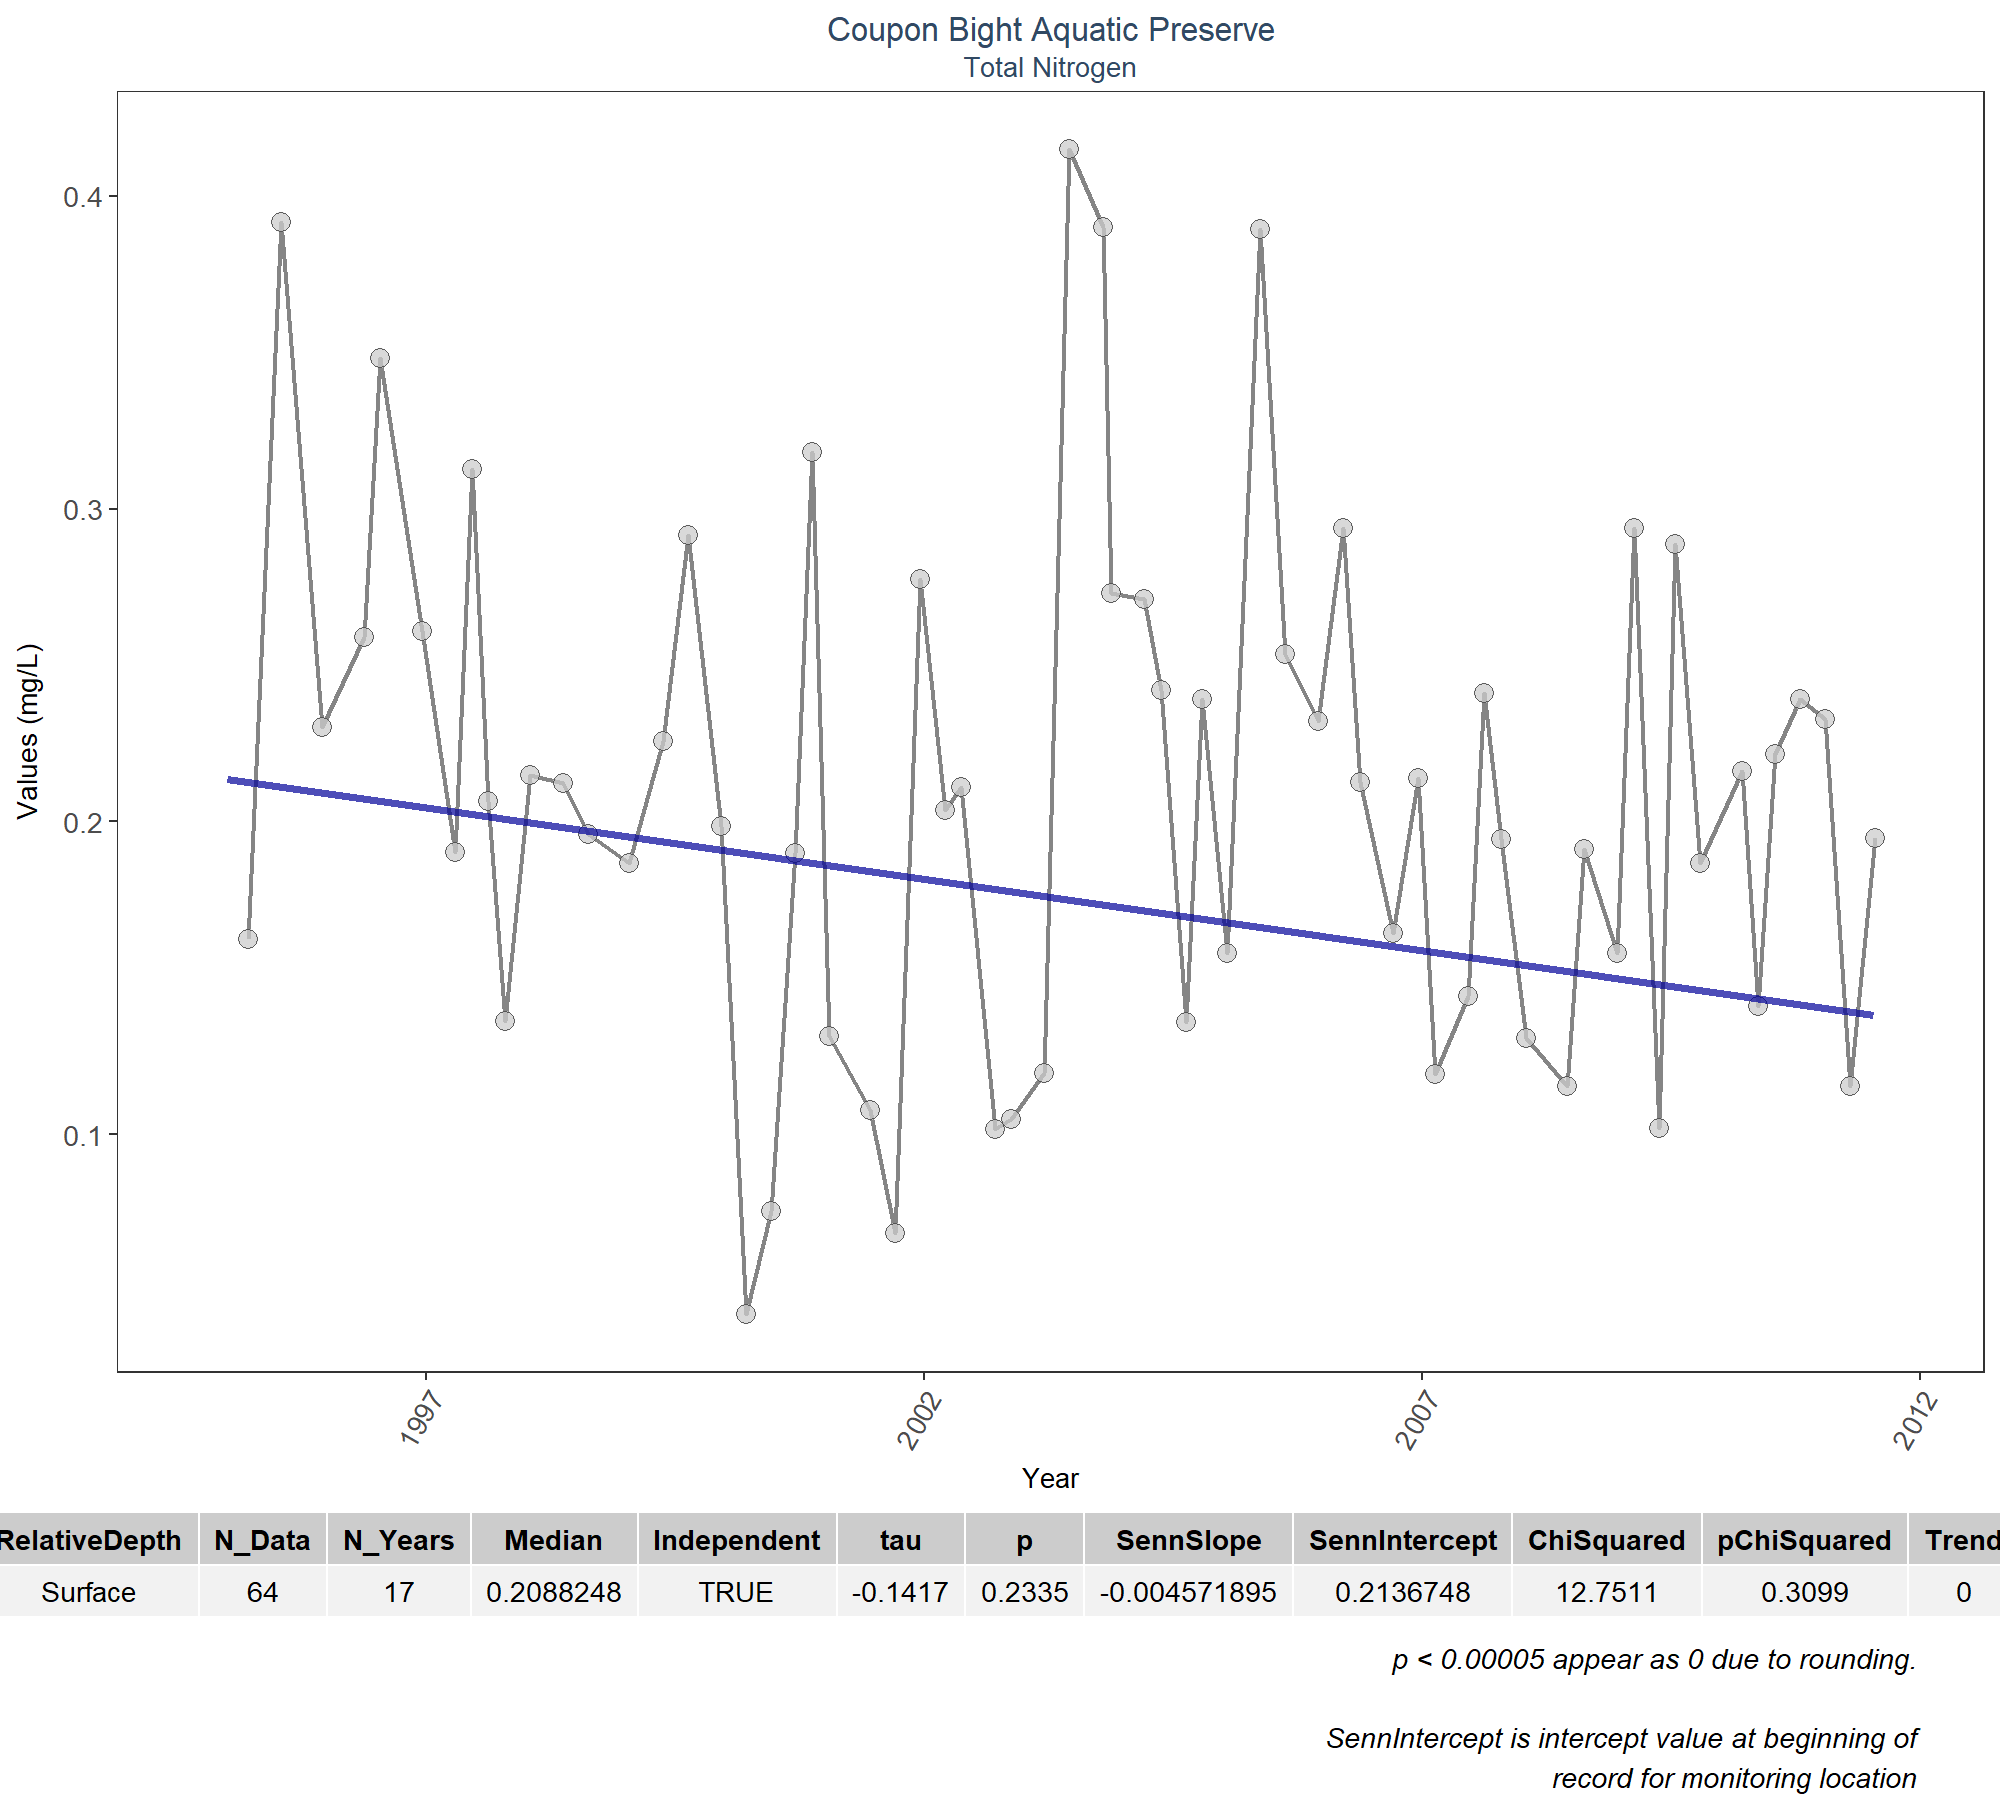 Coupon Bight Aquatic Preserve
Total Nitrogen
Values (mg/L)
0.4
0.3
0.2
0.1
1997 2002 2007 2012
Year
RelativeDepth N_Data N_Years Median Independent tau p SennSlope SennIntercept ChiSquared pChiSquared Trend
Surface 64 17 0.2088248 TRUE -0.1417 0.2335 -0.004571895 0.2136748 12.7511 0.3099 0
p < 0.00005 appear as 0 due to rounding.
SennIntercept is intercept value at beginning of
record for monitoring location